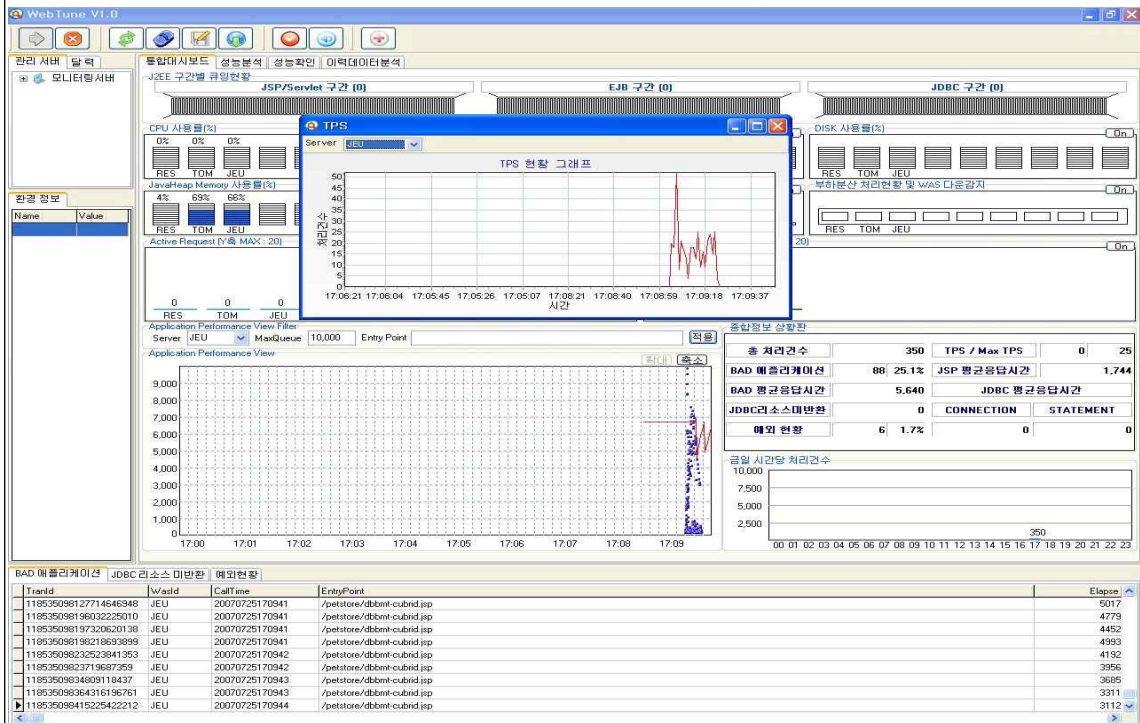 WebTune V1.0
관리 서버 달력
모니터링서버
환경 정보
Name Value
통합대시보드 성능분석 성능확인 이력데이터분석
J2EE 구간별 큐잉현황
JSP/Servlet 구간 (0) EJB 구간 (0) JDBC 구간 (0)
CPU 사용률(%)
0% 0% 0%
RES TOM JEU
DISK 사용률(%) On
RES TOM JEU
JavaHeap Memory 사용률(%)
4% 69% 66%
RES TOM JEU
부하분산 처리현황 및 WAS 다운감지 On
RES TOM JEU
Active Request (Y축 MAX : 20)
0 0 0
RES TOM JEU
20) On
TPS
Server JEU
TPS 현황 그래프
처리건수
50
45
40
35
30
25
20
15
10
5
0
17:06:21 17:06:04 17:05:45 17:05:26 17:05:07 17:08:21 17:08:40 17:08:59 17:09:18 17:09:37
시간
Application Performance View Filter
Server JEU MaxQueue 10,000 Entry Point 적용
Application Performance View
확대 축소
9,000
8,000
7,000
6,000
5,000
4,000
3,000
2,000
1,000
0
17:00 17:01 17:02 17:03 17:04 17:05 17:06 17:07 17:08 17:09
종합정보 상황판
총 처리건수 350 TPS / Max TPS 0 25
BAD 애플리케이션 88 25.1% JSP 평균응답시간 1,744
BAD 평균응답시간 5,640 JDBC 평균응답시간
JDBC리소스미반환 0 CONNECTION STATEMENT
예외 현황 6 1.7% 0 0
금일 시간당 처리건수
10,000
7,500
5,000
2,500
350
00 01 02 03 04 05 06 07 08 09 10 11 12 13 14 15 16 17 18 19 20 21 22 23
BAD 애플리케이션 JDBC 리소스 미반환 예외현황
TranId WasId CallTime EntryPoint Elapse
118535098127714646948 JEU 20070725170941 /petstore/dbbmt-cubrid.jsp 5017
118535098196032225010 JEU 20070725170941 /petstore/dbbmt-cubrid.jsp 4779
118535098197320620138 JEU 20070725170941 /petstore/dbbmt-cubrid.jsp 4452
118535098198218693899 JEU 20070725170941 /petstore/dbbmt-cubrid.jsp 4993
118535098232523841353 JEU 20070725170942 /petstore/dbbmt-cubrid.jsp 4192
11853509823719687359 JEU 20070725170942 /petstore/dbbmt-cubrid.jsp 3956
11853509834809118437 JEU 20070725170943 /petstore/dbbmt-cubrid.jsp 3685
118535098364316196761 JEU 20070725170943 /petstore/dbbmt-cubrid.jsp 3311
118535098415225422212 JEU 20070725170944 /petstore/dbbmt-cubrid.jsp 3112